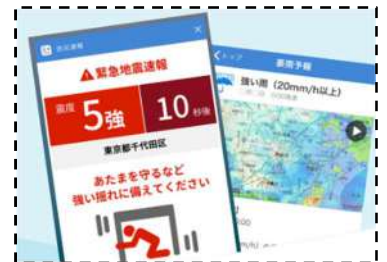 防災速報
緊急地震速報
震度 5強 10 秒後
東京都千代田区
あたまを守るなど
強い揺れに備えてください
トップ
豪雨予報
強い雨（20mm/h以上）